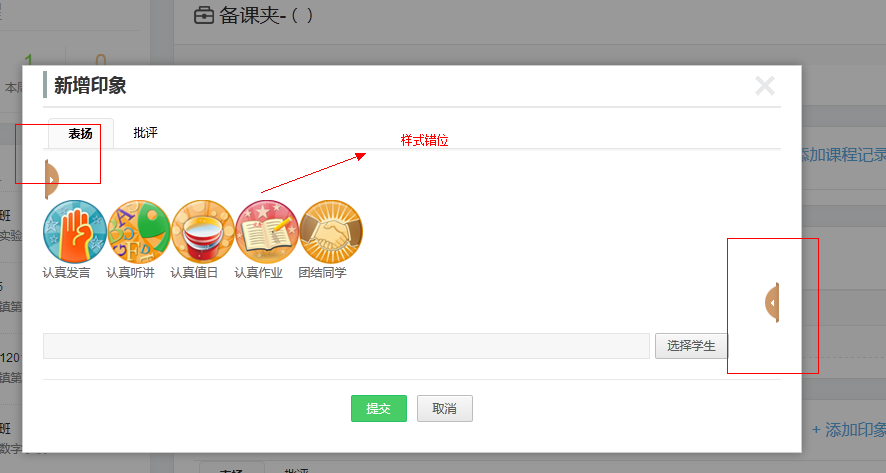 备课夹-（ ）
1
0
本周
新增印象
×
表扬
批评
样式错位
添加课程记录
班
实验
认真发言 认真听讲 认真值日 认真作业 团结同学
5
镇第
选择学生
120
镇第
提交
取消
班
数字
+ 添加印象
表扬
批评